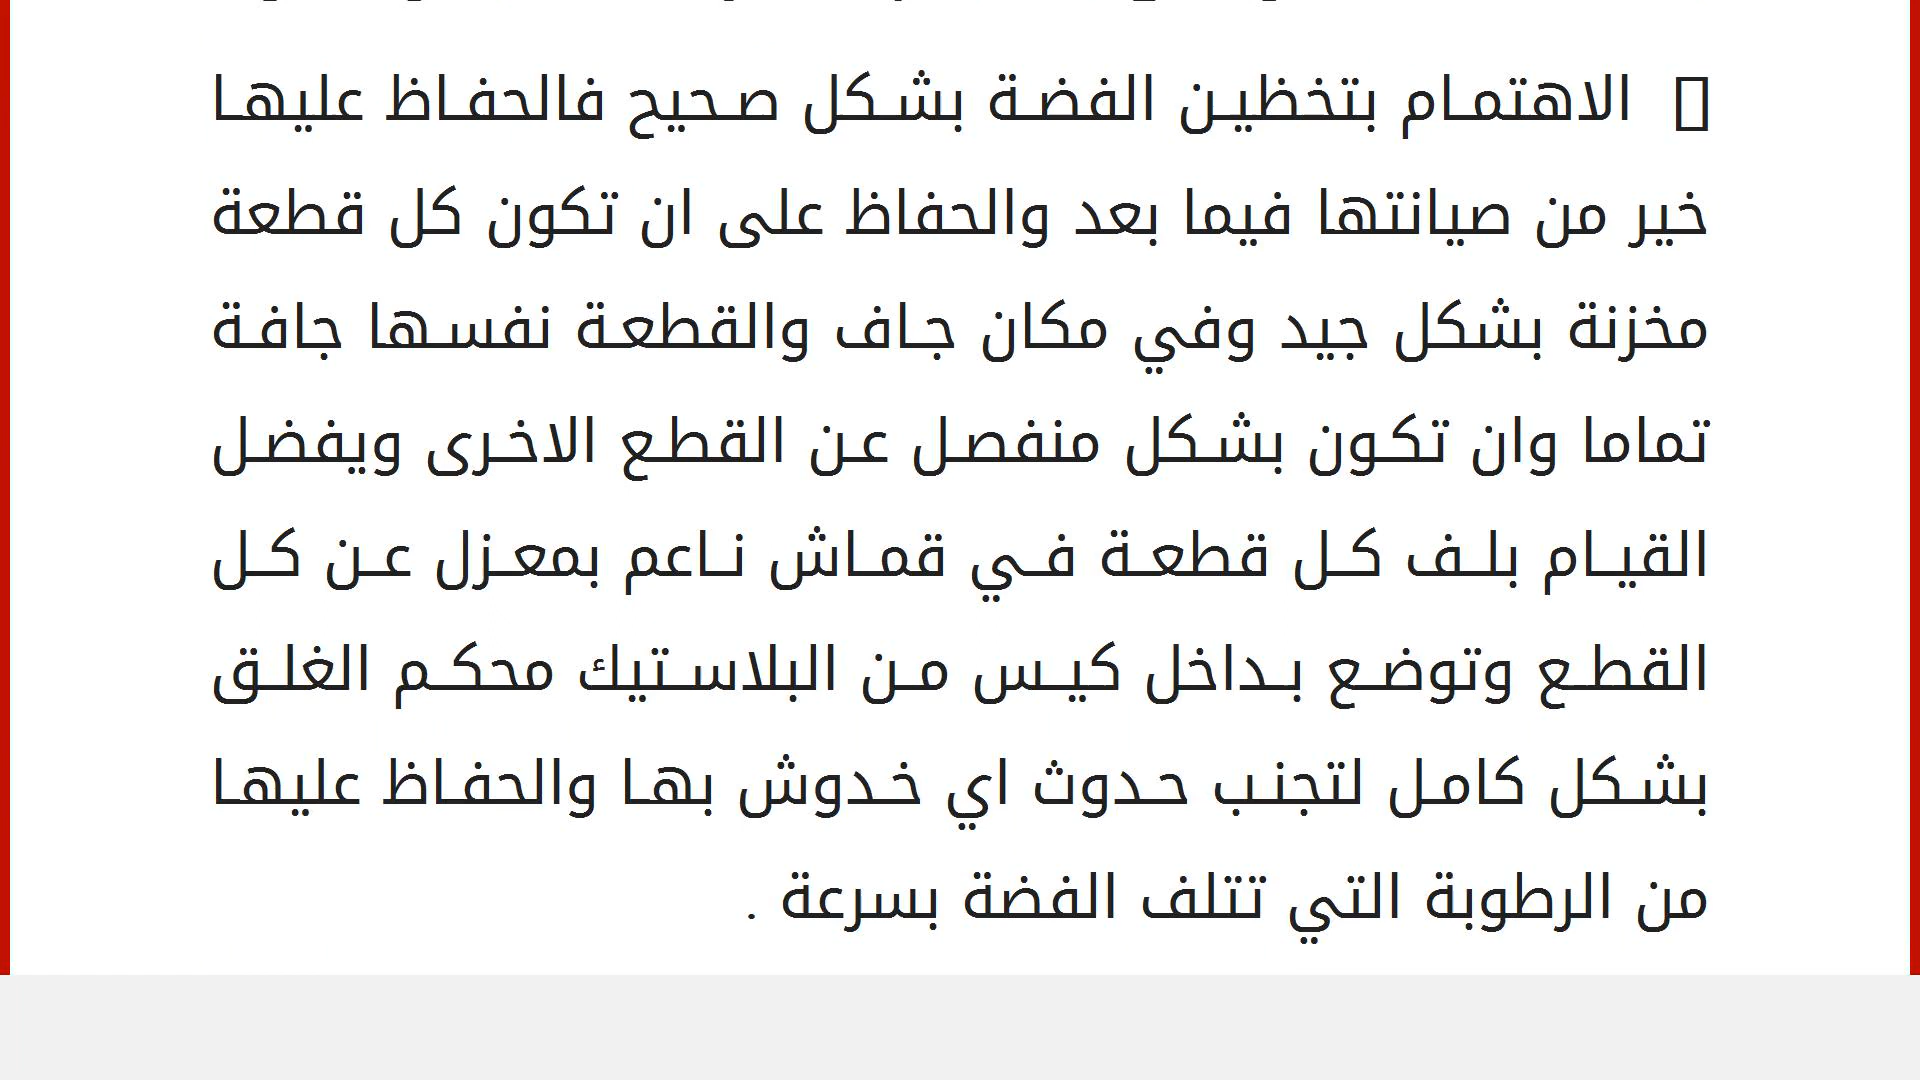 الاهتمام بتخظين الفضة بشكل صحيح فالحفاظ عليها
خير من صيانتها فيما بعد والحفاظ على ان تكون كل قطعة
مخزنة بشكل جيد وفي مكان جاف والقطعة نفسها جافة
تماما وان تكون بشكل منفصل عن القطع الاخرى ويفضل
القيام بلف كل قطعة في قماش ناعم بمعزل عن كل
القطع وتوضع بداخل كيس من البلاستيك محكم الغلق
بشكل كامل لتجنب حدوث اي خدوش بها والحفاظ عليها
من الرطوبة التي تتلف الفضة بسرعة .